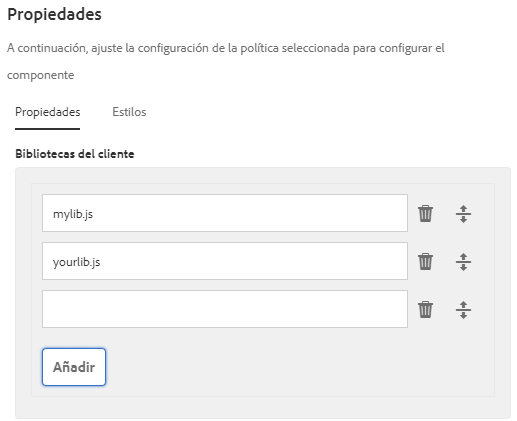 Propiedades
A continuación, ajuste la configuración de la política seleccionada para configurar el
componente
Propiedades Estilos
Bibliotecas del cliente
mylib.js
yourlib.js
Añadir